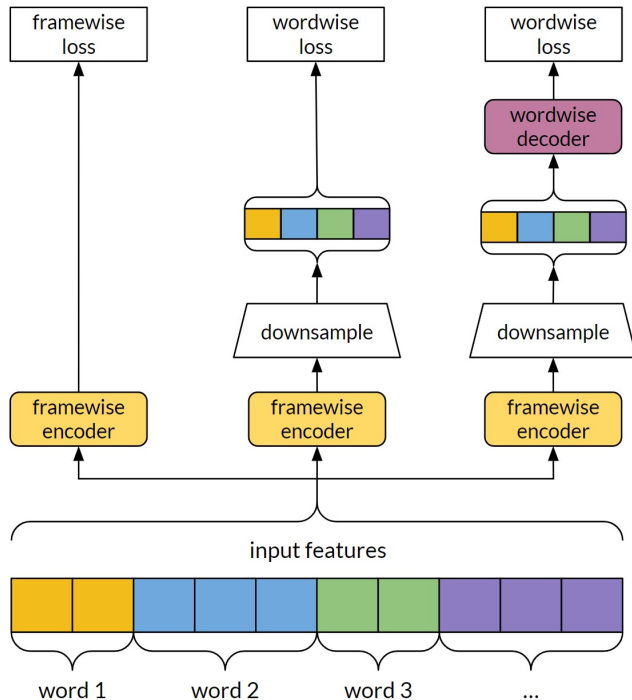 framewise
loss
wordwise
loss
wordwise
loss
wordwise
decoder
downsample
downsample
framewise
encoder
framewise
encoder
framewise
encoder
input features
word 1
word 2
word 3
...